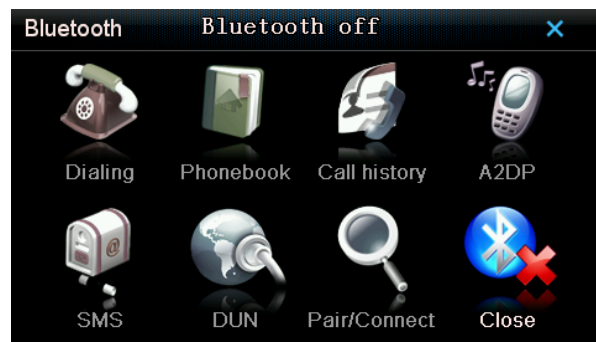 Bluetooth Bluetooth off
Dialing Phonebook Call history A2DP
SMS DUN Pair/Connect Close